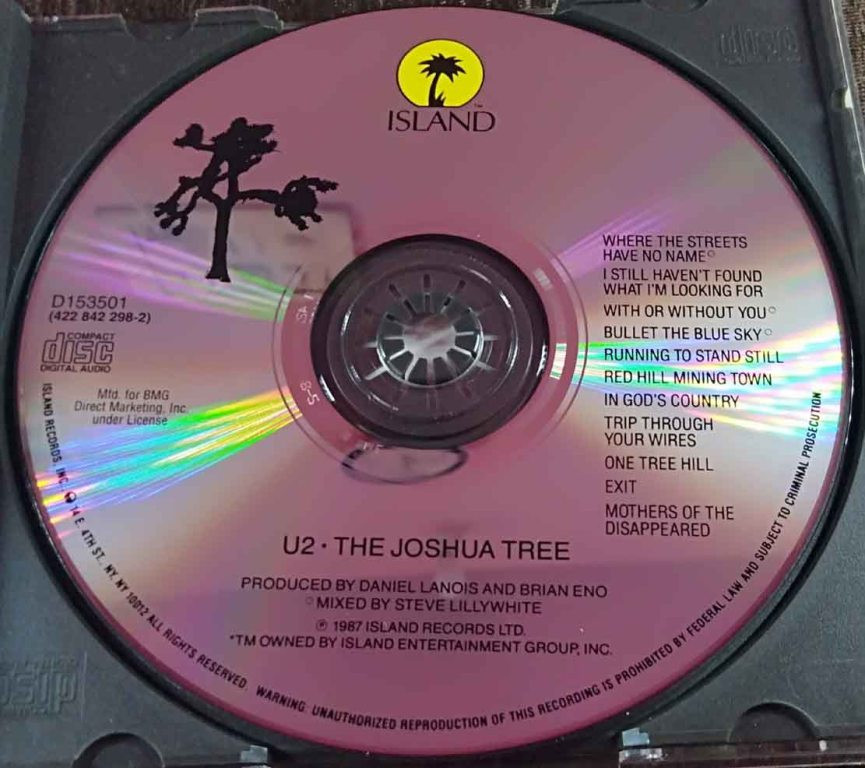 ISLAND
D153501
(422 842 298-2)
COMPACT
disc
DIGITAL AUDIO
Mfd. for BMG
Direct Marketing, Inc.
under License
WHERE THE STREETS
HAVE NO NAME○
I STILL HAVEN'T FOUND
WHAT I'M LOOKING FOR
WITH OR WITHOUT YOU○
BULLET THE BLUE SKY○
RUNNING TO STAND STILL
RED HILL MINING TOWN
IN GOD'S COUNTRY
TRIP THROUGH
YOUR WIRES
ONE TREE HILL
EXIT
MOTHERS OF THE
DISAPPEARED
U2 · THE JOSHUA TREE
PRODUCED BY DANIEL LANOIS AND BRIAN ENO
○MIXED BY STEVE LILLYWHITE
℗ 1987 ISLAND RECORDS LTD.
*TM OWNED BY ISLAND ENTERTAINMENT GROUP, INC.
ISLAND RECORDS, INC. 14 E. 4TH ST., NY, NY 10012 ALL RIGHTS RESERVED. WARNING: UNAUTHORIZED REPRODUCTION OF THIS RECORDING IS PROHIBITED BY FEDERAL LAW AND SUBJECT TO CRIMINAL PROSECUTION